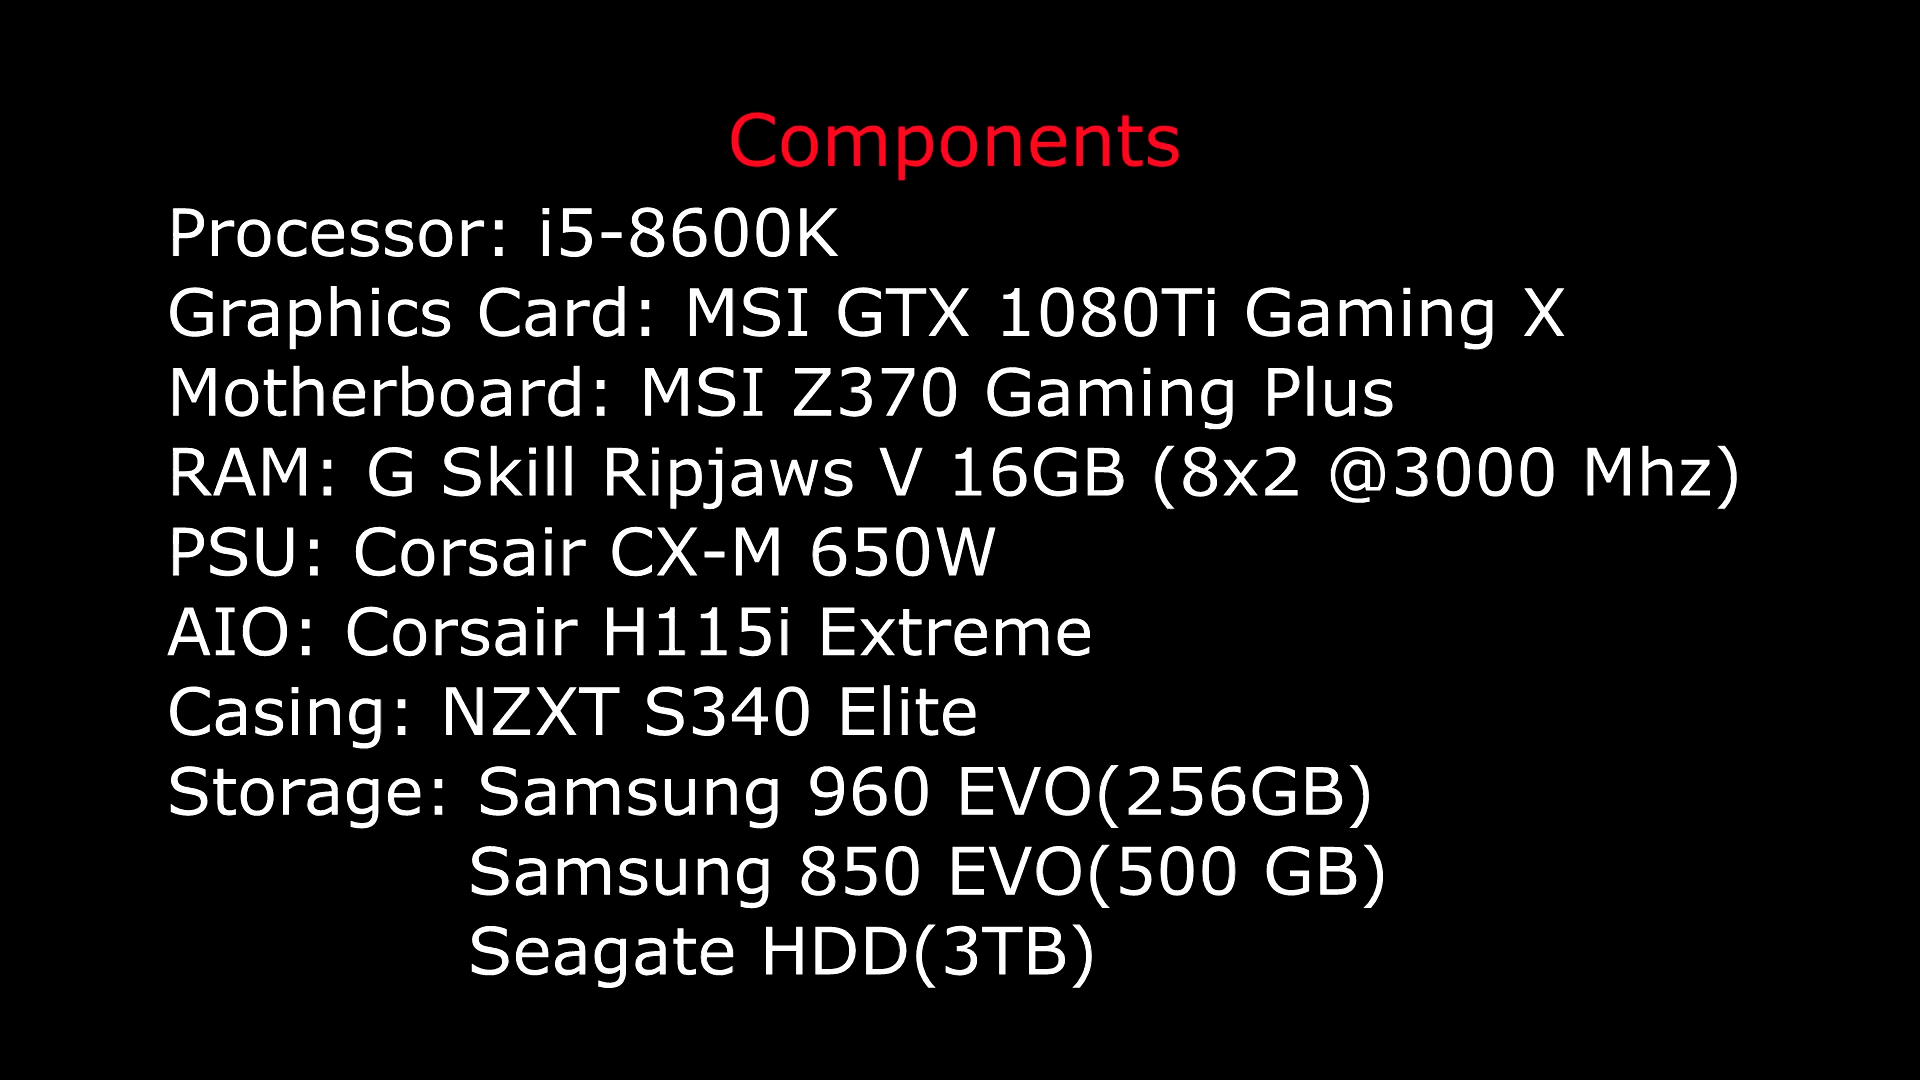 Components
Processor: i5-8600K
Graphics Card: MSI GTX 1080Ti Gaming X
Motherboard: MSI Z370 Gaming Plus
RAM: G Skill Ripjaws V 16GB (8x2 @3000 Mhz)
PSU: Corsair CX-M 650W
AIO: Corsair H115i Extreme
Casing: NZXT S340 Elite
Storage: Samsung 960 EVO(256GB)
Samsung 850 EVO(500 GB)
Seagate HDD(3TB)